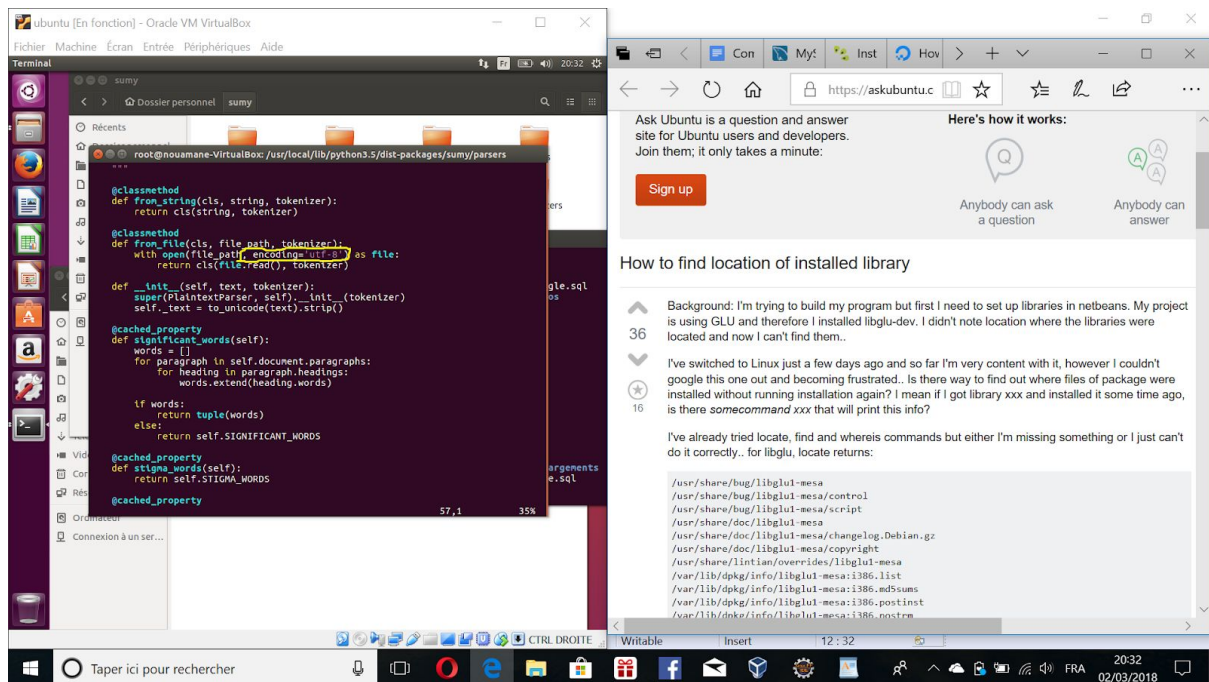 ubuntu [En fonction] - Oracle VM VirtualBox
Fichier Machine Écran Entrée Périphériques Aide
Terminal
Fr
20:32
sumy
Dossier personnel sumy
Récents
root@nouamane-VirtualBox: /usr/local/lib/python3.5/dist-packages/sumy/parsers
"""
@classmethod
def from_string(cls, string, tokenizer):
return cls(string, tokenizer)
@classmethod
def from_file(cls, file_path, tokenizer):
with open(file_path, encoding='utf-8') as file:
return cls(file.read(), tokenizer)
def __init__(self, text, tokenizer):
super(PlaintextParser, self).__init__(tokenizer)
self._text = to_unicode(text).strip()
@cached_property
def significant_words(self):
words = []
for paragraph in self.document.paragraphs:
for heading in paragraph.headings:
words.extend(heading.words)
if words:
return tuple(words)
else:
return self.SIGNIFICANT_WORDS
@cached_property
def stigma_words(self):
return self.STIGMA_WORDS
@cached_property
57,1 35%
ers
gle.sql
os
argements
e.sql
Vid
Cor
Rés
Ordinateur
Connexion à un ser...
CTRL DROITE
Con
MyS
Inst
How
https://askubuntu.c
Ask Ubuntu is a question and answer
site for Ubuntu users and developers.
Join them; it only takes a minute:
Sign up
Here's how it works:
Q
A
A
A
Anybody can ask
a question
Anybody can
answer
How to find location of installed library
36
16
Background: I'm trying to build my program but first I need to set up libraries in netbeans. My project
is using GLU and therefore I installed libglu-dev. I didn't note location where the libraries were
located and now I can't find them..
I've switched to Linux just a few days ago and so far I'm very content with it, however I couldn't
google this one out and becoming frustrated.. Is there way to find out where files of package were
installed without running installation again? I mean if I got library xxx and installed it some time ago,
is there somecommand xxx that will print this info?
I've already tried locate, find and whereis commands but either I'm missing something or I just can't
do it correctly.. for libglu, locate returns:
/usr/share/bug/libglu1-mesa
/usr/share/bug/libglu1-mesa/control
/usr/share/bug/libglu1-mesa/script
/usr/share/doc/libglu1-mesa
/usr/share/doc/libglu1-mesa/changelog.Debian.gz
/usr/share/doc/libglu1-mesa/copyright
/usr/share/lintian/overrides/libglu1-mesa
/var/lib/dpkg/info/libglu1-mesa:i386.list
/var/lib/dpkg/info/libglu1-mesa:i386.md5sums
/var/lib/dpkg/info/libglu1-mesa:i386.postinst
/var/lib/dpkg/info/libglu1-mesa:i386.postrm
Writable Insert 12 : 32
Taper ici pour rechercher
FRA
20:32
02/03/2018